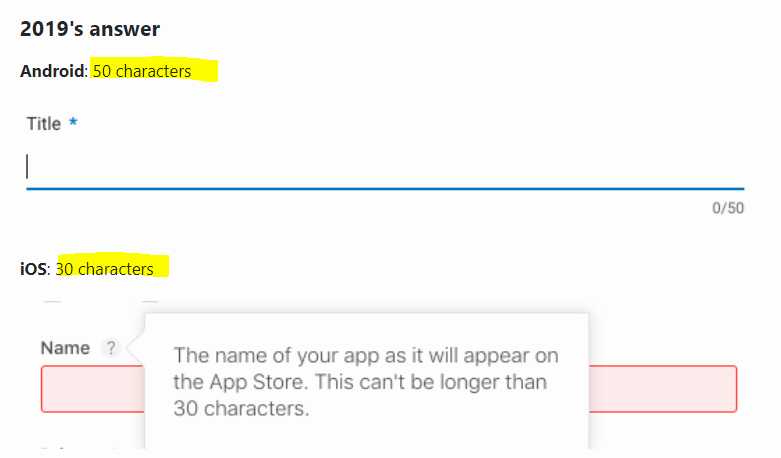 2019's answer
Android: 50 characters
Title *
0/50
iOS: 30 characters
Name ?
The name of your app as it will appear on
the App Store. This can't be longer than
30 characters.